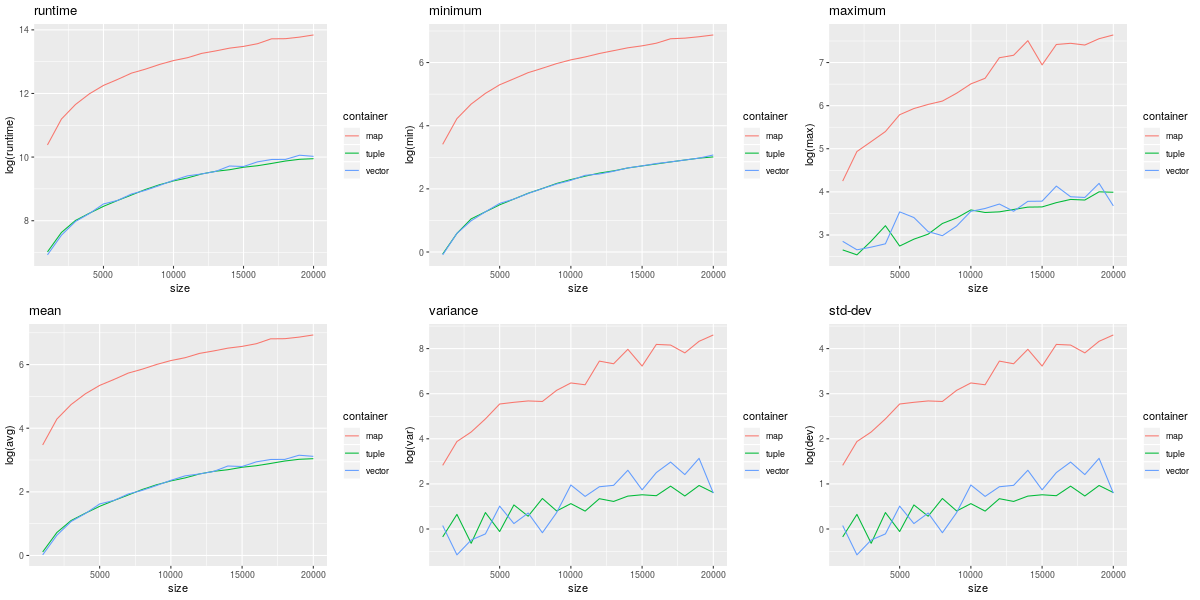 runtime
log(runtime)
14
12
10
8
5000 10000 15000 20000
size
container
map
tuple
vector
minimum
log(min)
6
4
2
0
5000 10000 15000 20000
size
container
map
tuple
vector
maximum
log(max)
7
6
5
4
3
5000 10000 15000 20000
size
container
map
tuple
vector
mean
log(avg)
6
4
2
0
5000 10000 15000 20000
size
container
map
tuple
vector
variance
log(var)
8
6
4
2
0
5000 10000 15000 20000
size
container
map
tuple
vector
std-dev
log(dev)
4
3
2
1
0
5000 10000 15000 20000
size
container
map
tuple
vector